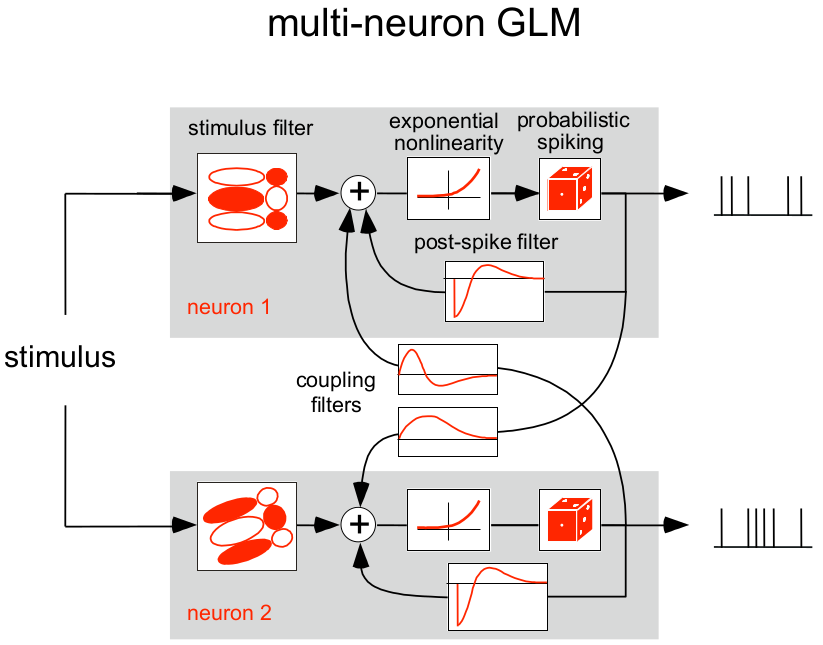 multi-neuron GLM
stimulus filter
exponential
nonlinearity
probabilistic
spiking
+
post-spike filter
neuron 1
stimulus
coupling
filters
+
neuron 2